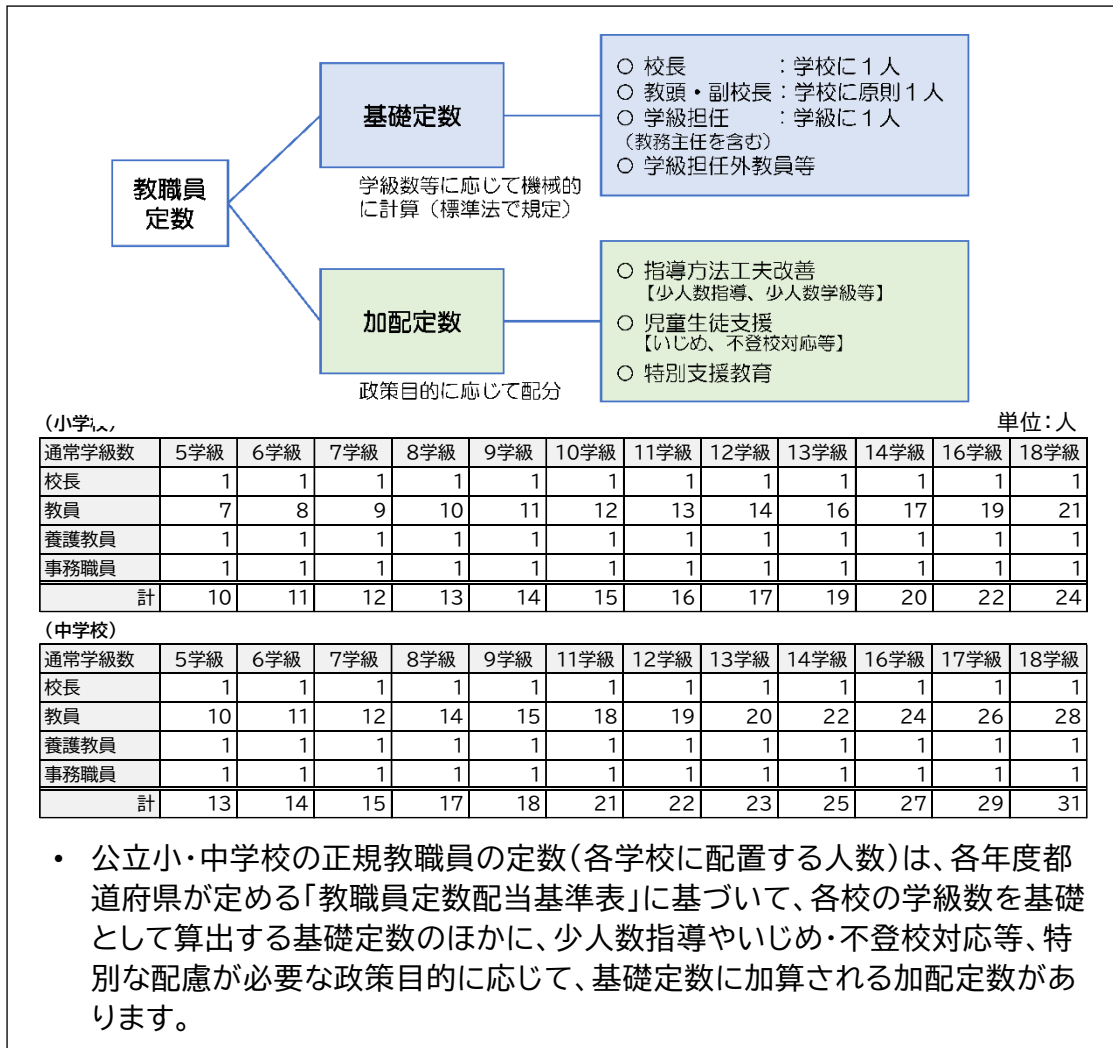 教職員
定数
基礎定数
学級数等に応じて機械的
に計算（標準法で規定）
○ 校長　　　　：学校に１人
○ 教頭・副校長：学校に原則１人
○ 学級担任　　：学級に１人
（教務主任を含む）
○ 学級担任外教員等
加配定数
政策目的に応じて配分
○ 指導方法工夫改善
【少人数指導、少人数学級等】
○ 児童生徒支援
【いじめ、不登校対応等】
○ 特別支援教育
（小学
単位：人
通常学級数 5学級 6学級 7学級 8学級 9学級 10学級 11学級 12学級 13学級 14学級 16学級 18学級
校長 1 1 1 1 1 1 1 1 1 1 1 1
教員 7 8 9 10 11 12 13 14 16 17 19 21
養護教員 1 1 1 1 1 1 1 1 1 1 1 1
事務職員 1 1 1 1 1 1 1 1 1 1 1 1
計 10 11 12 13 14 15 16 17 19 20 22 24
（中学校）
通常学級数 5学級 6学級 7学級 8学級 9学級 11学級 12学級 13学級 14学級 16学級 17学級 18学級
校長 1 1 1 1 1 1 1 1 1 1 1 1
教員 10 11 12 14 15 18 19 20 22 24 26 28
養護教員 1 1 1 1 1 1 1 1 1 1 1 1
事務職員 1 1 1 1 1 1 1 1 1 1 1 1
計 13 14 15 17 18 21 22 23 25 27 29 31
• 公立小・中学校の正規教職員の定数（各学校に配置する人数）は、各年度都
道府県が定める「教職員定数配当基準表」に基づいて、各校の学級数を基礎
として算出する基礎定数のほかに、少人数指導やいじめ・不登校対応等、特
別な配慮が必要な政策目的に応じて、基礎定数に加算される加配定数があ
ります。